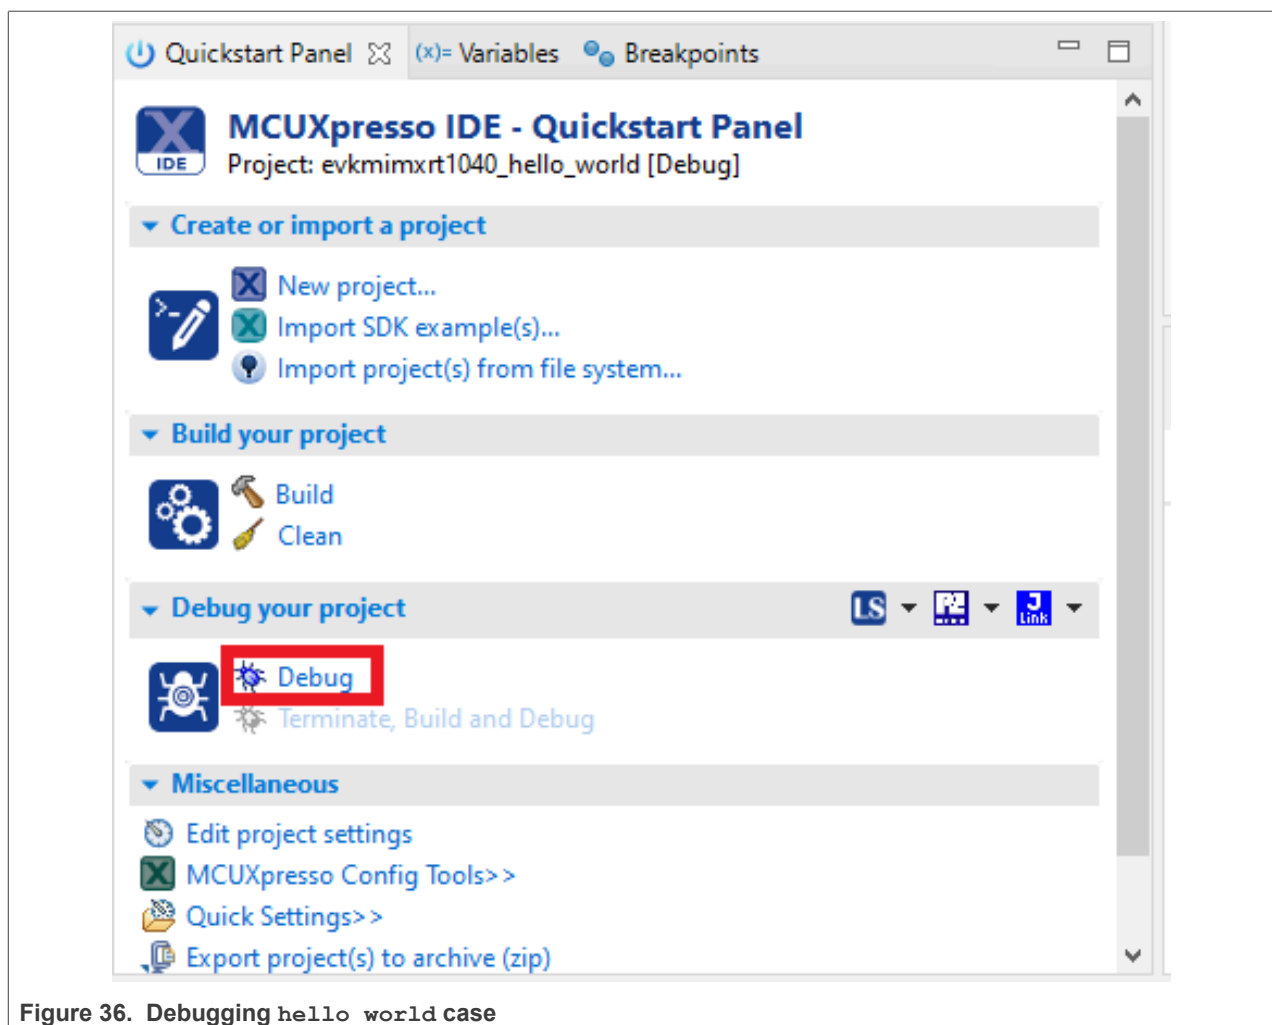 Quickstart Panel (x)= Variables Breakpoints
MCUXpresso IDE - Quickstart Panel
IDE
Project: evkmimxrt1040_hello_world [Debug]
Create or import a project
New project...
Import SDK example(s)...
Import project(s) from file system...
Build your project
Build
Clean
Debug your project LS PE Link
Debug
Terminate, Build and Debug
Miscellaneous
Edit project settings
MCUXpresso Config Tools>>
Quick Settings>>
Export project(s) to archive (zip)
Figure 36. Debugging hello world case